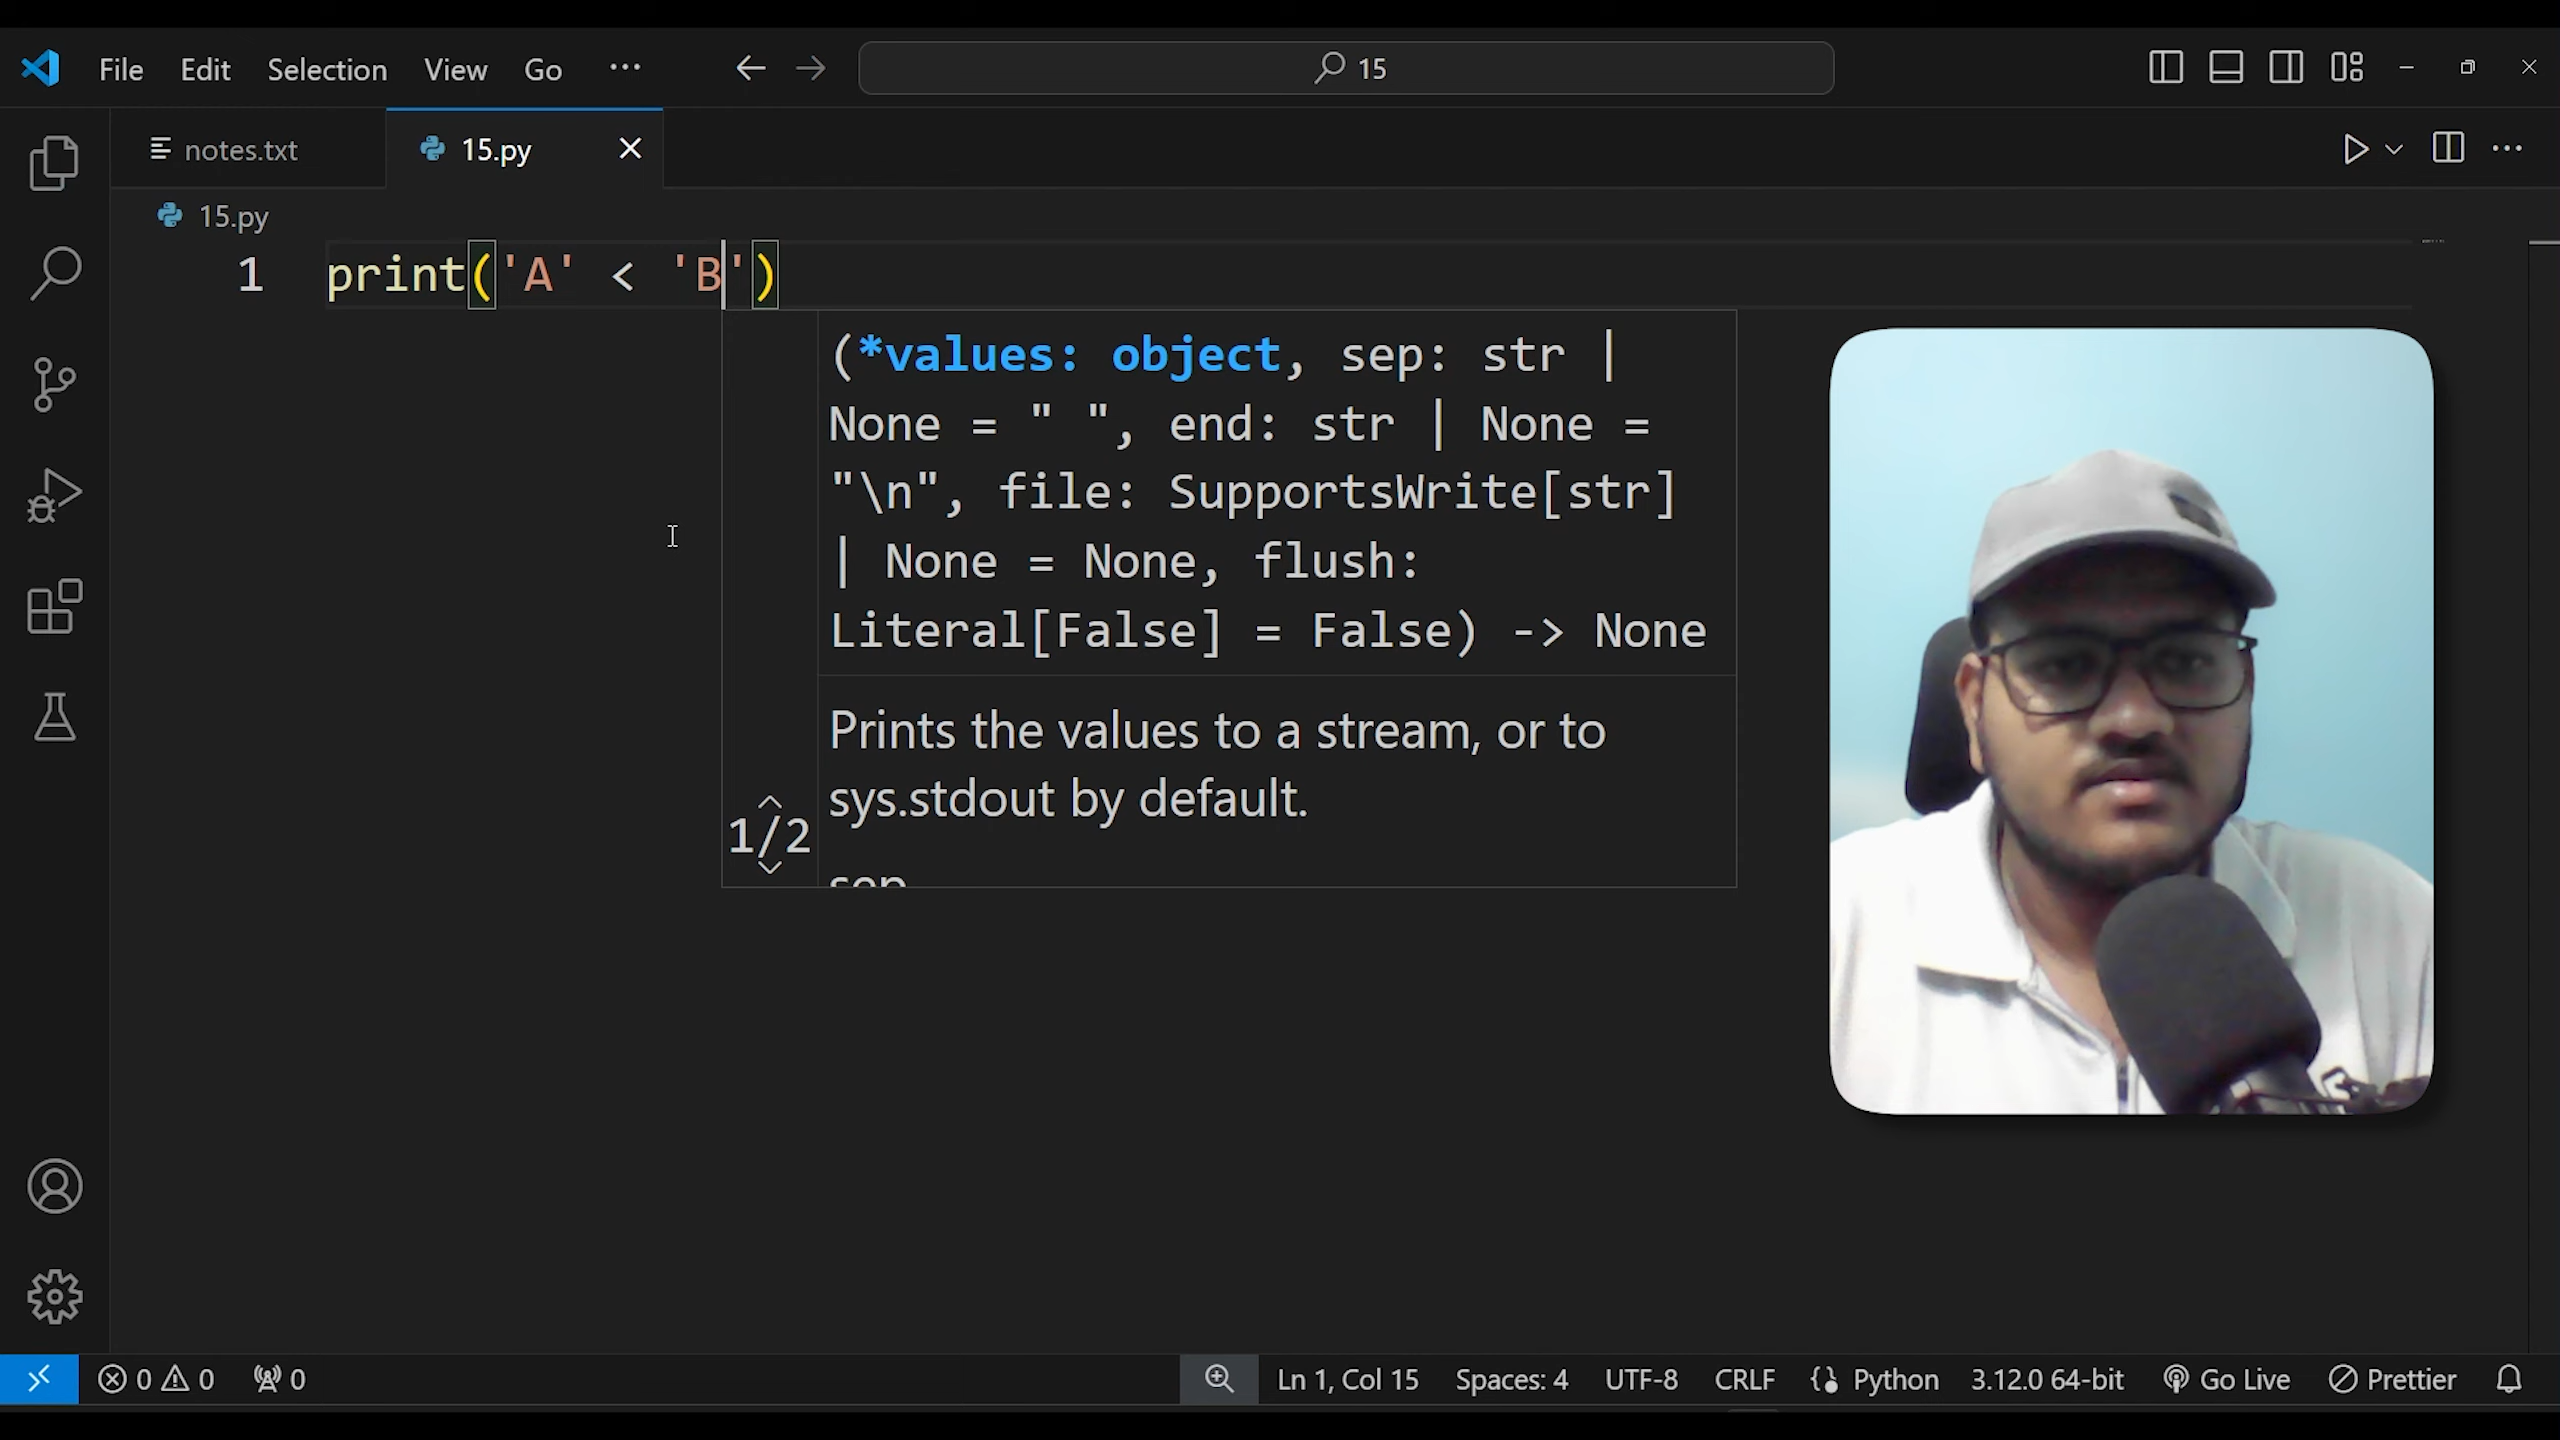 File Edit Selection View Go ··· 15
notes.txt 15.py
15.py
1 print('A' < 'B')
(*values: object, sep: str |
None = " ", end: str | None =
"\n", file: SupportsWrite[str]
| None = None, flush:
Literal[False] = False) -> None
Prints the values to a stream, or to
sys.stdout by default.
1/2
sep
0 0 0 Ln 1, Col 15 Spaces: 4 UTF-8 CRLF Python 3.12.0 64-bit Go Live Prettier